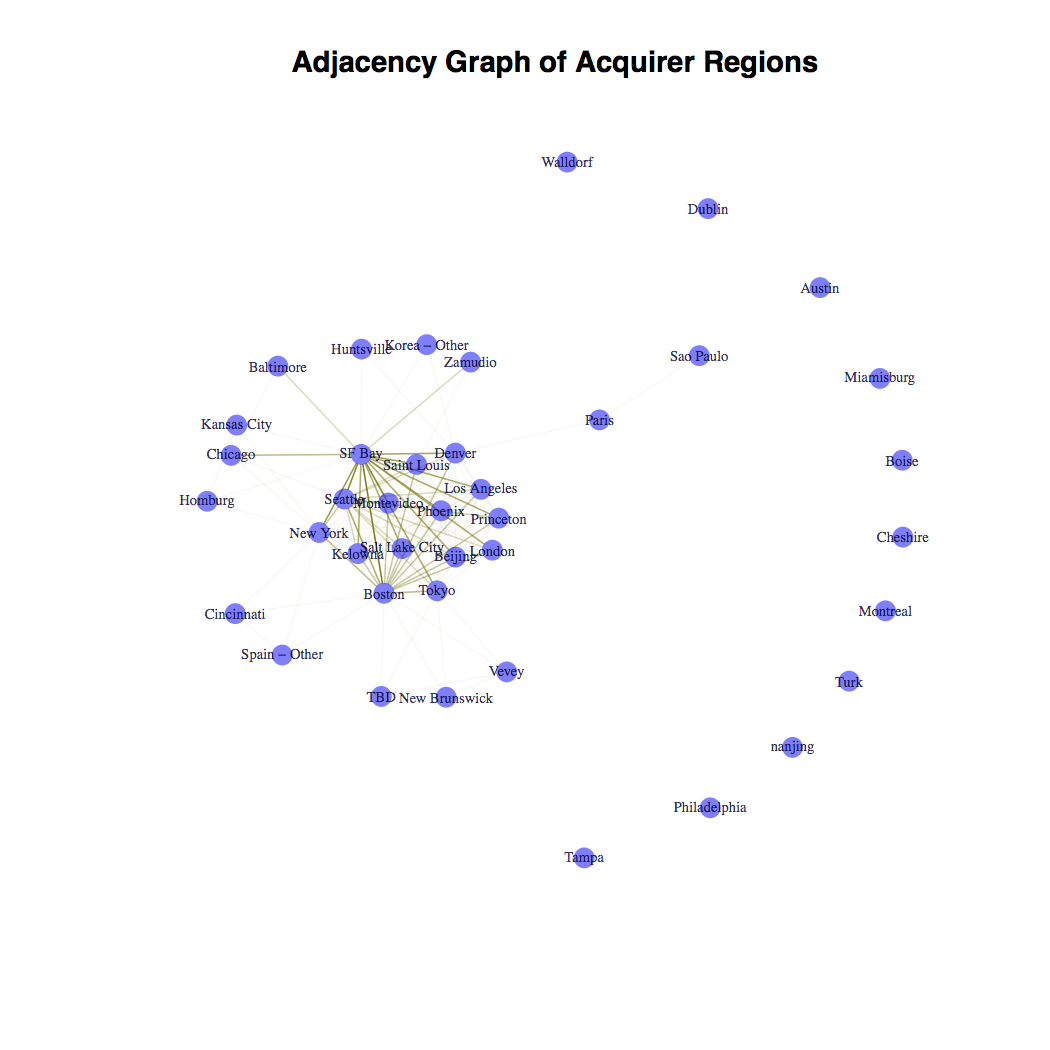 Adjacency Graph of Acquirer Regions
Walldorf
Dublin
Austin
Huntsville
Korea – Other
Zamudio
Sao Paulo
Baltimore
Miamisburg
Paris
Kansas City
Chicago
SF Bay
Denver
Saint Louis
Boise
Los Angeles
Homburg
Seattle
Montevideo
Phoenix
Princeton
New York
Cheshire
Kelowna
Salt Lake City
Beijing
London
Boston
Tokyo
Cincinnati
Montreal
Spain – Other
Vevey
Turk
TBD
New Brunswick
nanjing
Philadelphia
Tampa